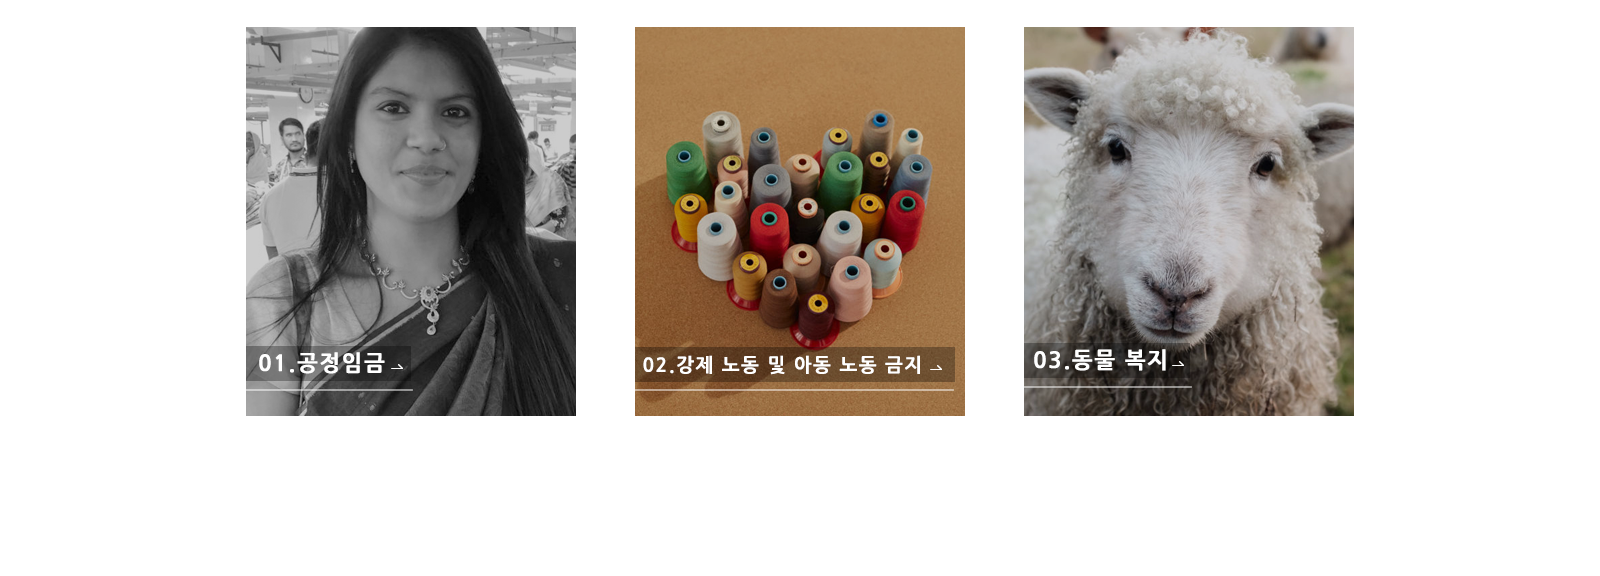 01.공정임금 →
02.강제 노동 및 아동 노동 금지 →
03.동물 복지 →